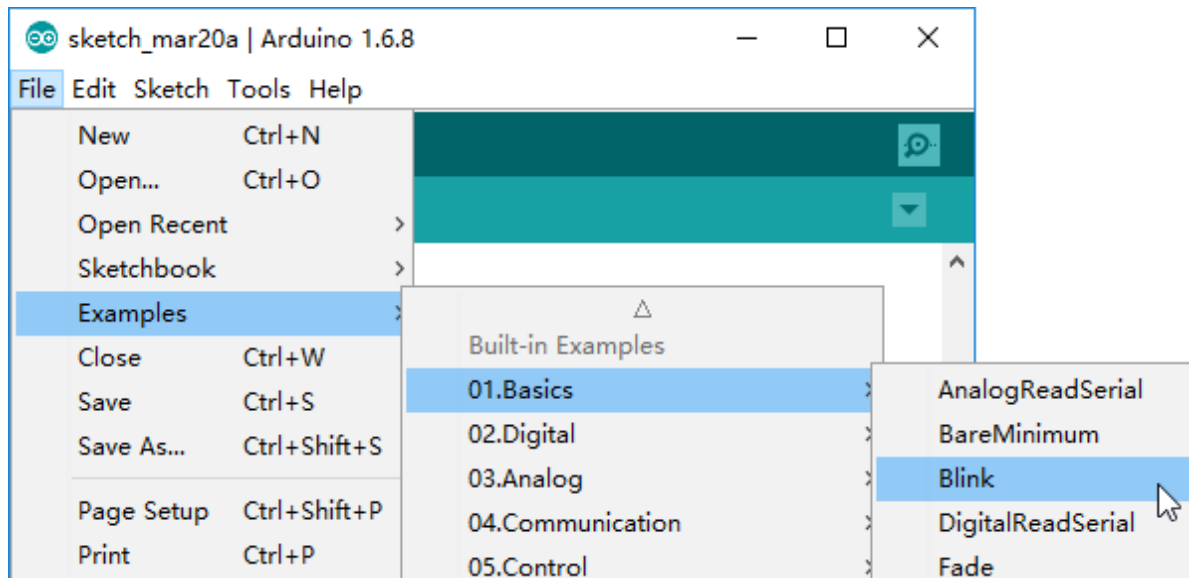 sketch_mar20a | Arduino 1.6.8
File Edit Sketch Tools Help
New Ctrl+N
Open... Ctrl+O
Open Recent
Sketchbook
Examples
Close Ctrl+W
Save Ctrl+S
Save As... Ctrl+Shift+S
Page Setup Ctrl+Shift+P
Print Ctrl+P
Built-in Examples
01.Basics
02.Digital
03.Analog
04.Communication
05.Control
AnalogReadSerial
BareMinimum
Blink
DigitalReadSerial
Fade